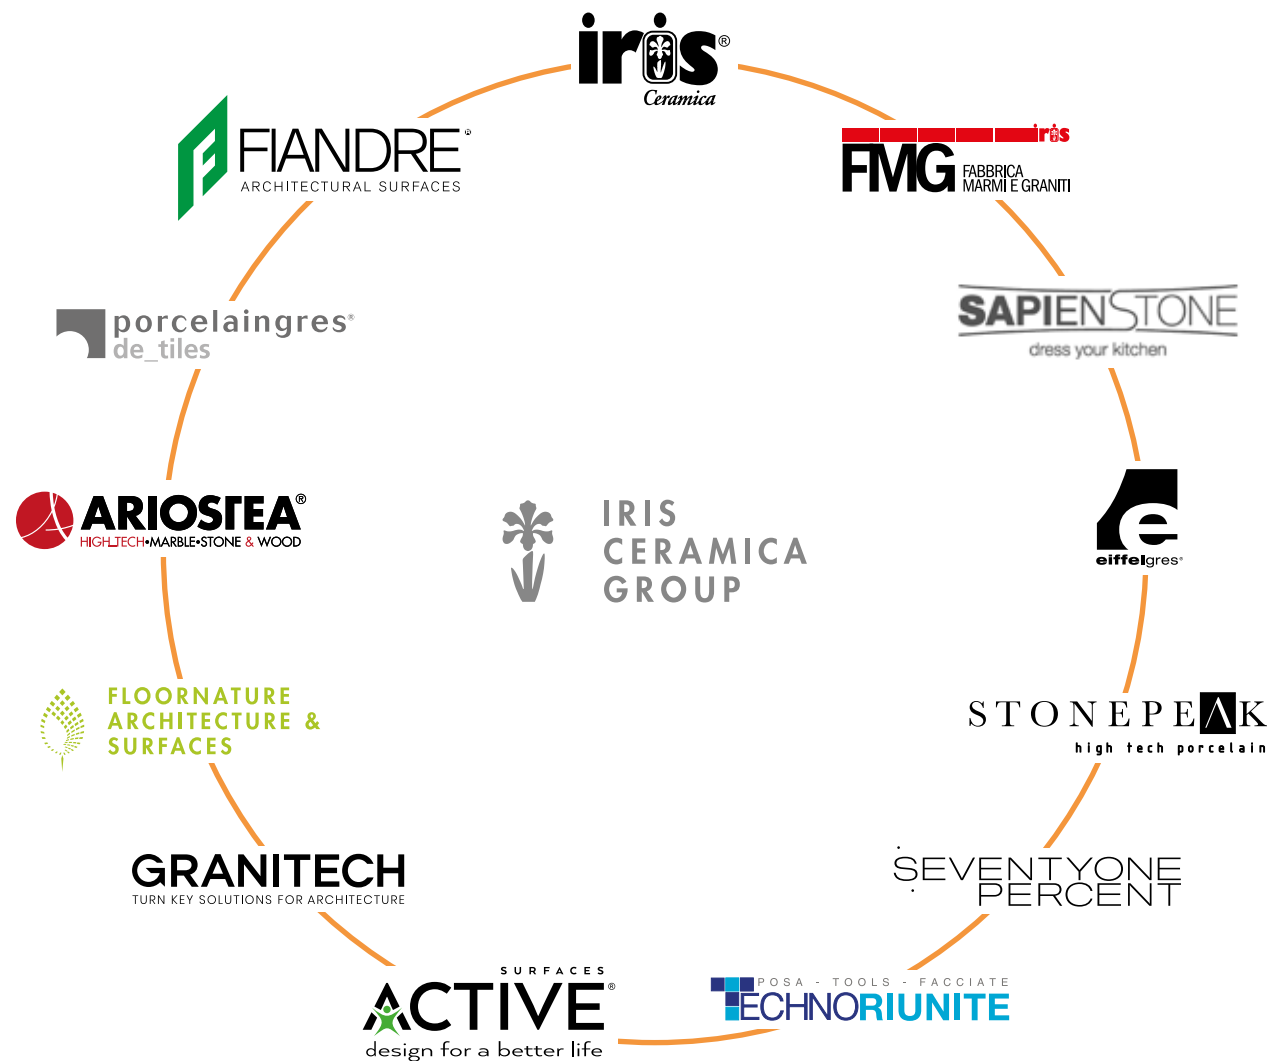 iris®
Ceramica
FIANDRE®
ARCHITECTURAL SURFACES
iris
FMG FABBRICA
MARMI E GRANITI
porcelaingres®
de_tiles
SAPIENSTONE
dress your kitchen
ARIOSTEA®
HIGH-TECH•MARBLE•STONE & WOOD
IRIS
CERAMICA
GROUP
e
eiffelgres®
FLOORNATURE
ARCHITECTURE &
SURFACES
STONEPEAK
high tech porcelain
GRANITECH
TURN KEY SOLUTIONS FOR ARCHITECTURE
SEVENTYONE
PERCENT
SURFACES
ACTIVE®
design for a better life
POSA - TOOLS - FACCIATE
TECHNORIUNITE